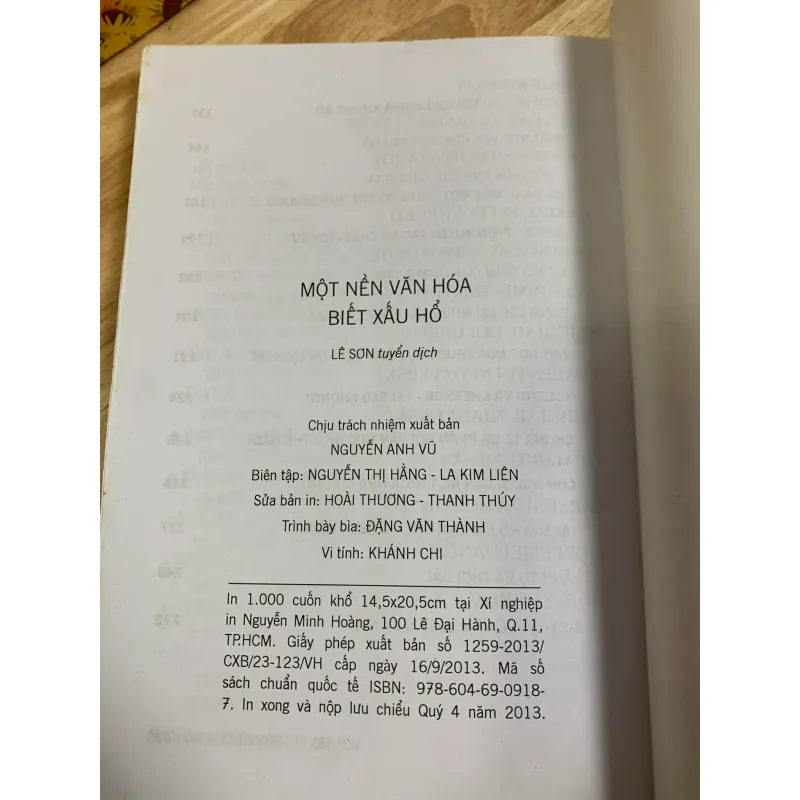 MỘT NỀN VĂN HÓA
BIẾT XẤU HỔ
LÊ SƠN tuyển dịch
Chịu trách nhiệm xuất bản
NGUYỄN ANH VŨ
Biên tập: NGUYỄN THỊ HẰNG - LA KIM LIÊN
Sửa bản in: HOÀI THƯƠNG - THANH THÚY
Trình bày bìa: ĐẶNG VĂN THÀNH
Vi tính: KHÁNH CHI
In 1.000 cuốn khổ 14,5x20,5cm tại Xí nghiệp
in Nguyễn Minh Hoàng, 100 Lê Đại Hành, Q.11,
TP.HCM. Giấy phép xuất bản số 1259-2013/
CXB/23-123/VH cấp ngày 16/9/2013. Mã số
sách chuẩn quốc tế ISBN: 978-604-69-0918-
7. In xong và nộp lưu chiểu Quý 4 năm 2013.